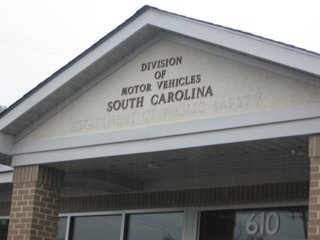 DIVISION
OF
MOTOR VEHICLES
SOUTH CAROLINA
DEPARTMENT OF PUBLIC SAFETY
610